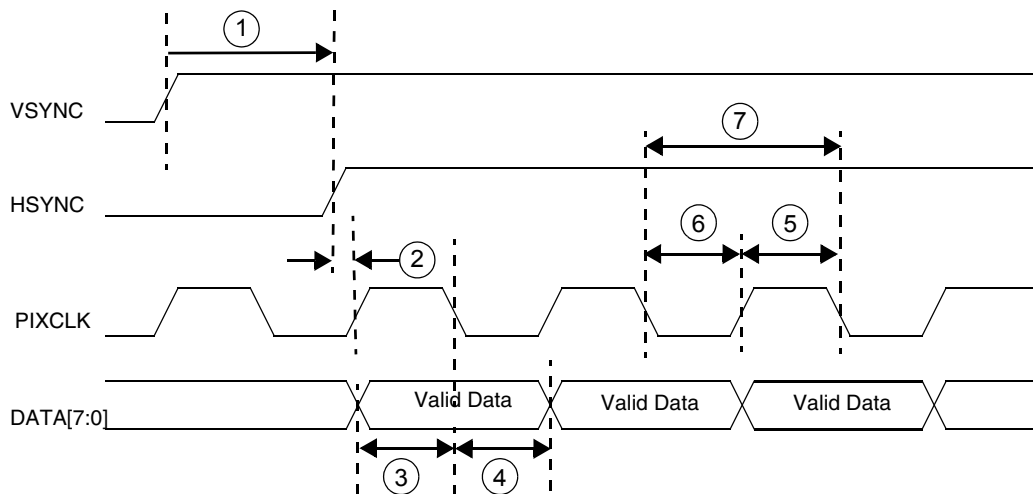 1
VSYNC
7
HSYNC
6
5
2
PIXCLK
Valid Data
Valid Data
Valid Data
DATA[7:0]
3
4